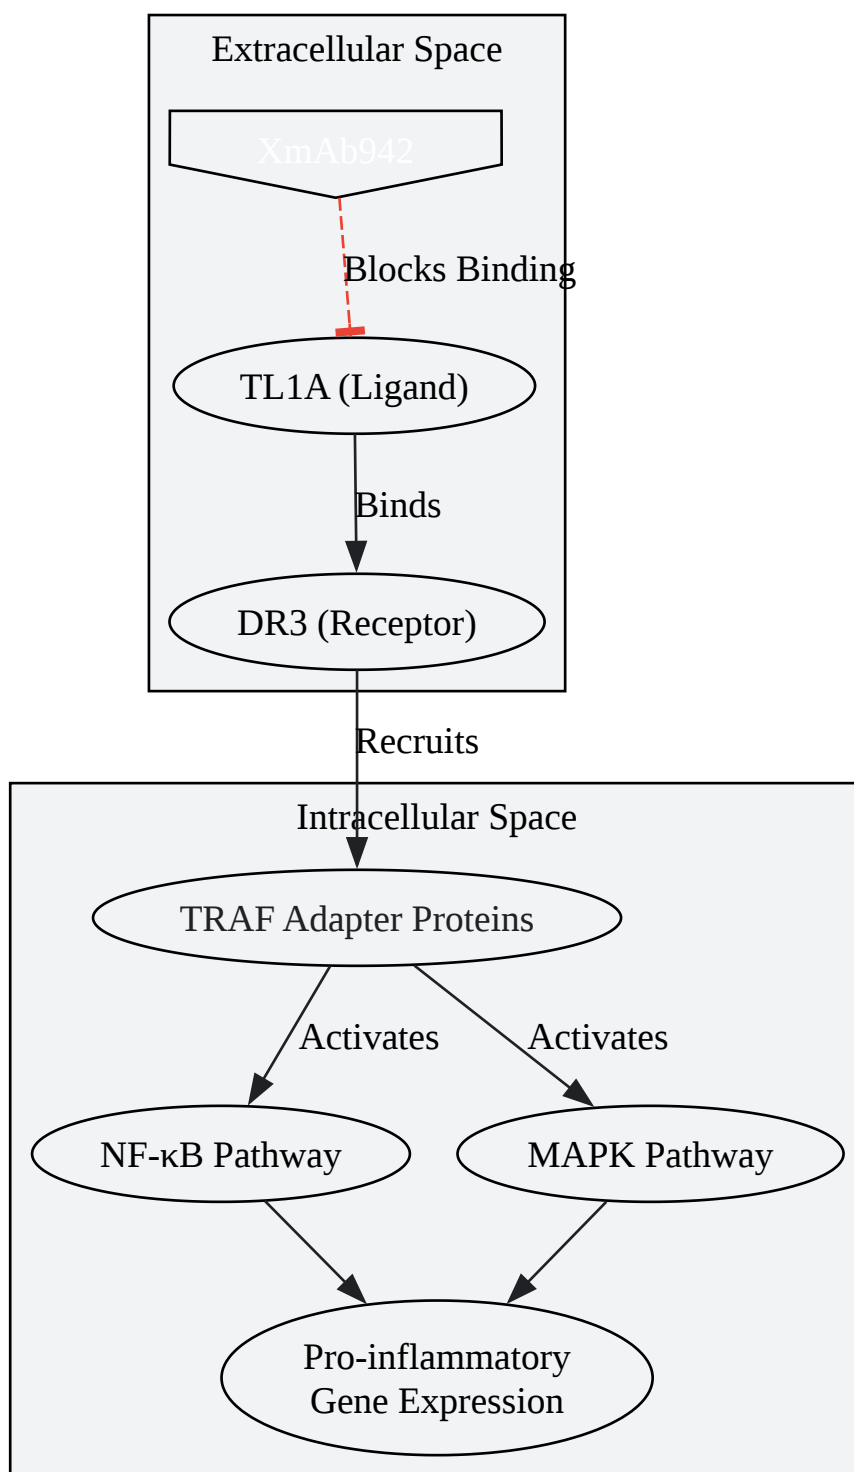 Extracellular Space
XmAb942
Blocks Binding
TL1A (Ligand)
Binds
DR3 (Receptor)
Recruits
Intracellular Space
TRAF Adapter Proteins
Activates
Activates
NF-κB Pathway
MAPK Pathway
Pro-inflammatory
Gene Expression